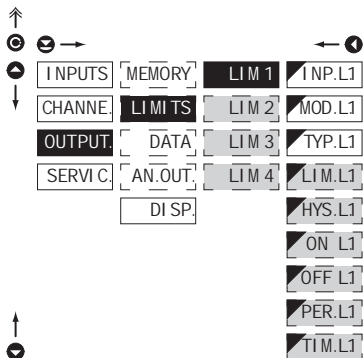 INPUTS MEMORY LIM 1 INP.L1
CHANNE. LIMITS LIM 2 MOD.L1
OUTPUT. DATA LIM 3 TYP.L1
SERVIC. AN.OUT. LIM 4 LIM.L1
DISP. HYS.L1
ON L1
OFF L1
PER.L1
TIM.L1